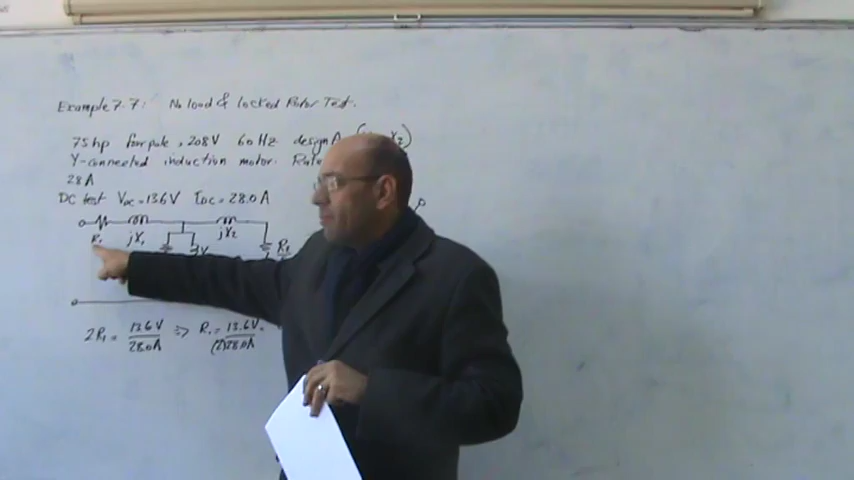 Example 7.7: No load & locked Rotor Test.
75hp four pole, 208V 60 Hz design A
Y-connected induction motor.
28A
DC test VDC = 13.6V IDC = 28.0A
R1 jX1 jX2 R2
2R1 = 13.6V / 28.0A => R1 = 13.6V / (2)28.0A